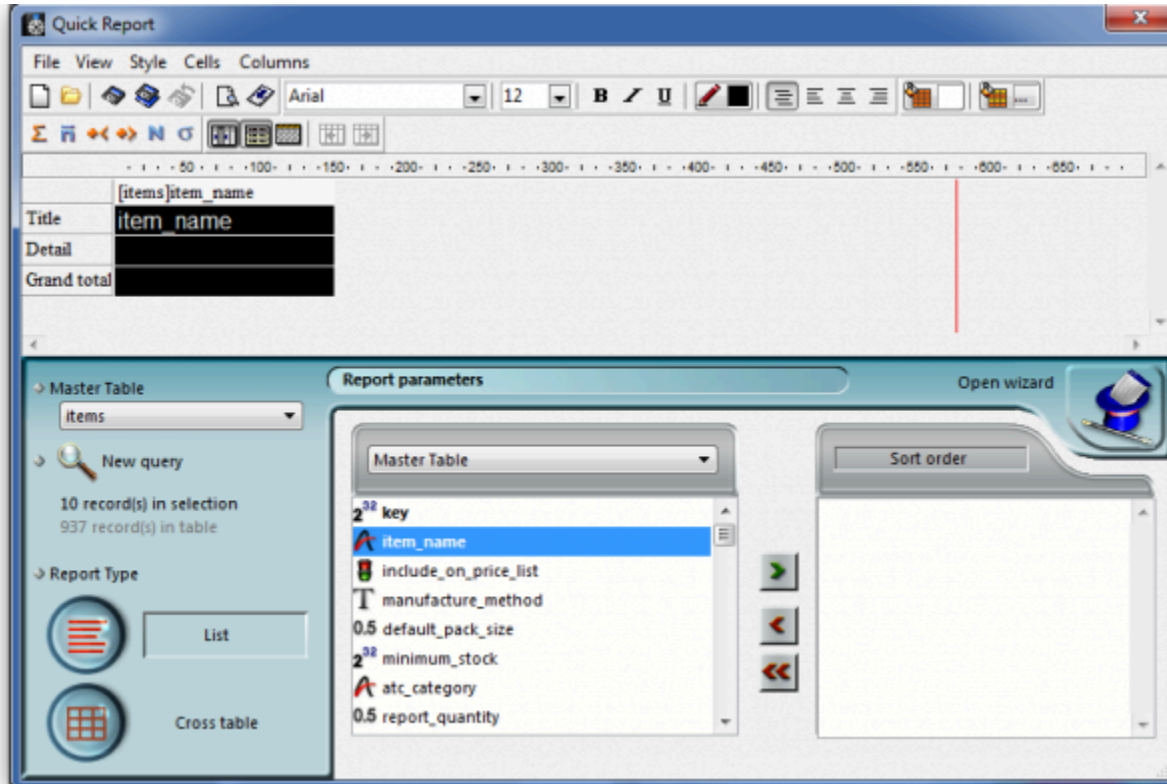 Quick Report
File View Style Cells Columns
Arial 12 B I U ...
Σ n N σ
50 100 150 200 250 300 350 400 450 500 550 600 650
[items]item_name
Title item_name
Detail
Grand total
Master Table
items
New query
10 record(s) in selection
937 record(s) in table
Report Type
List
Cross table
Report parameters
Open wizard
Master Table
2³² key
A item_name
include_on_price_list
T manufacture_method
0.5 default_pack_size
2³² minimum_stock
A atc_category
0.5 report_quantity
Sort order